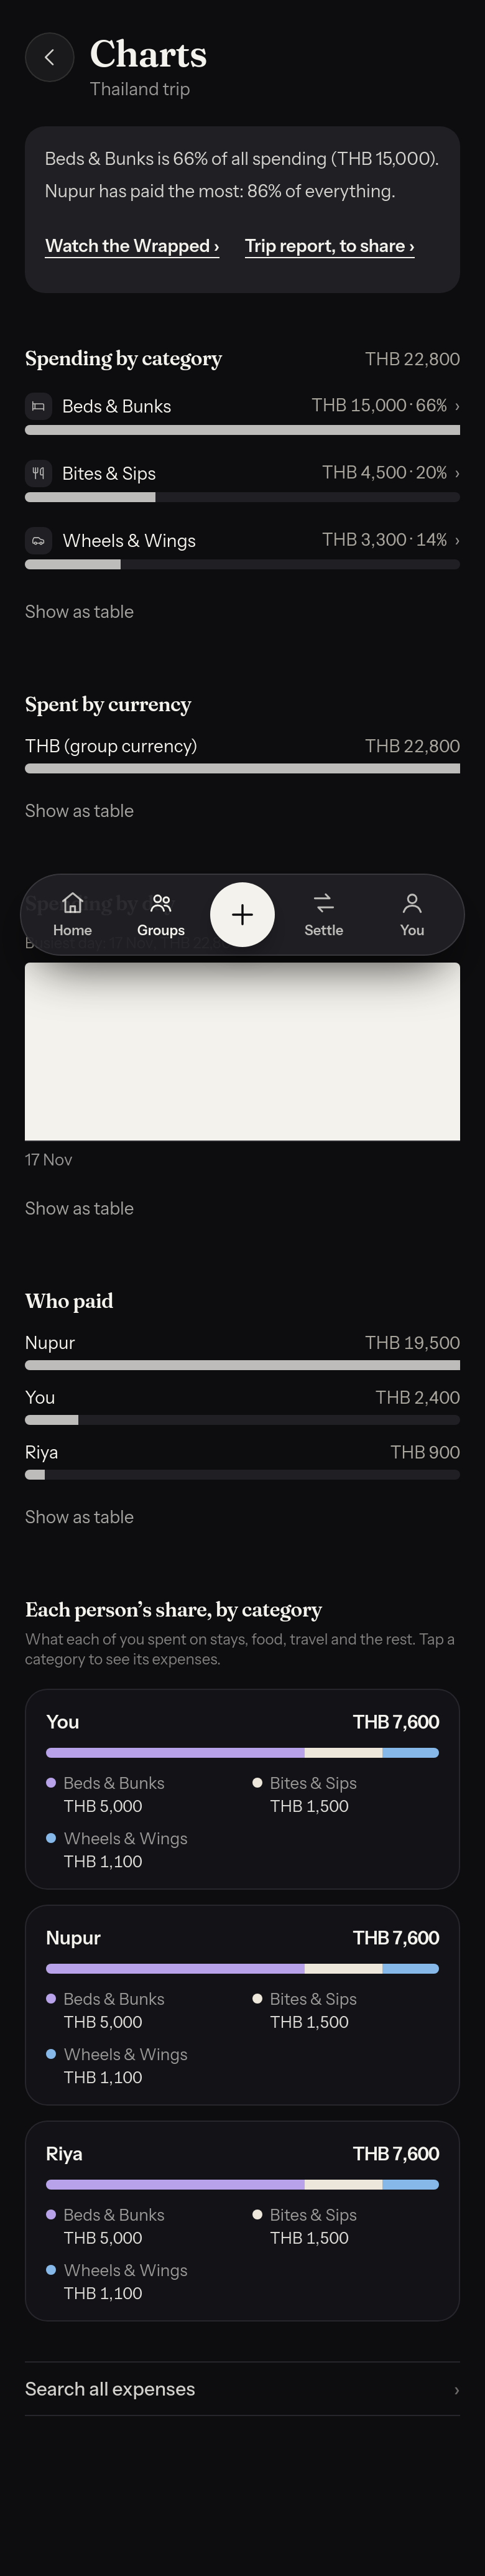 Charts
Thailand trip
Beds & Bunks is 66% of all spending (THB 15,000).
Nupur has paid the most: 86% of everything.
Watch the Wrapped ›
Trip report, to share ›
Spending by category
THB 22,800
Beds & Bunks
THB 15,000 · 66% ›
Bites & Sips
THB 4,500 · 20% ›
Wheels & Wings
THB 3,300 · 14% ›
Show as table
Spent by currency
THB (group currency)
THB 22,800
Show as table
Spending by
Busiest day: 17 Nov, THB
Home
Groups
Settle
You
17 Nov
Show as table
Who paid
Nupur
THB 19,500
You
THB 2,400
Riya
THB 900
Show as table
Each person’s share, by category
What each of you spent on stays, food, travel and the rest. Tap a
category to see its expenses.
You
THB 7,600
Beds & Bunks
THB 5,000
Bites & Sips
THB 1,500
Wheels & Wings
THB 1,100
Nupur
THB 7,600
Beds & Bunks
THB 5,000
Bites & Sips
THB 1,500
Wheels & Wings
THB 1,100
Riya
THB 7,600
Beds & Bunks
THB 5,000
Bites & Sips
THB 1,500
Wheels & Wings
THB 1,100
Search all expenses ›